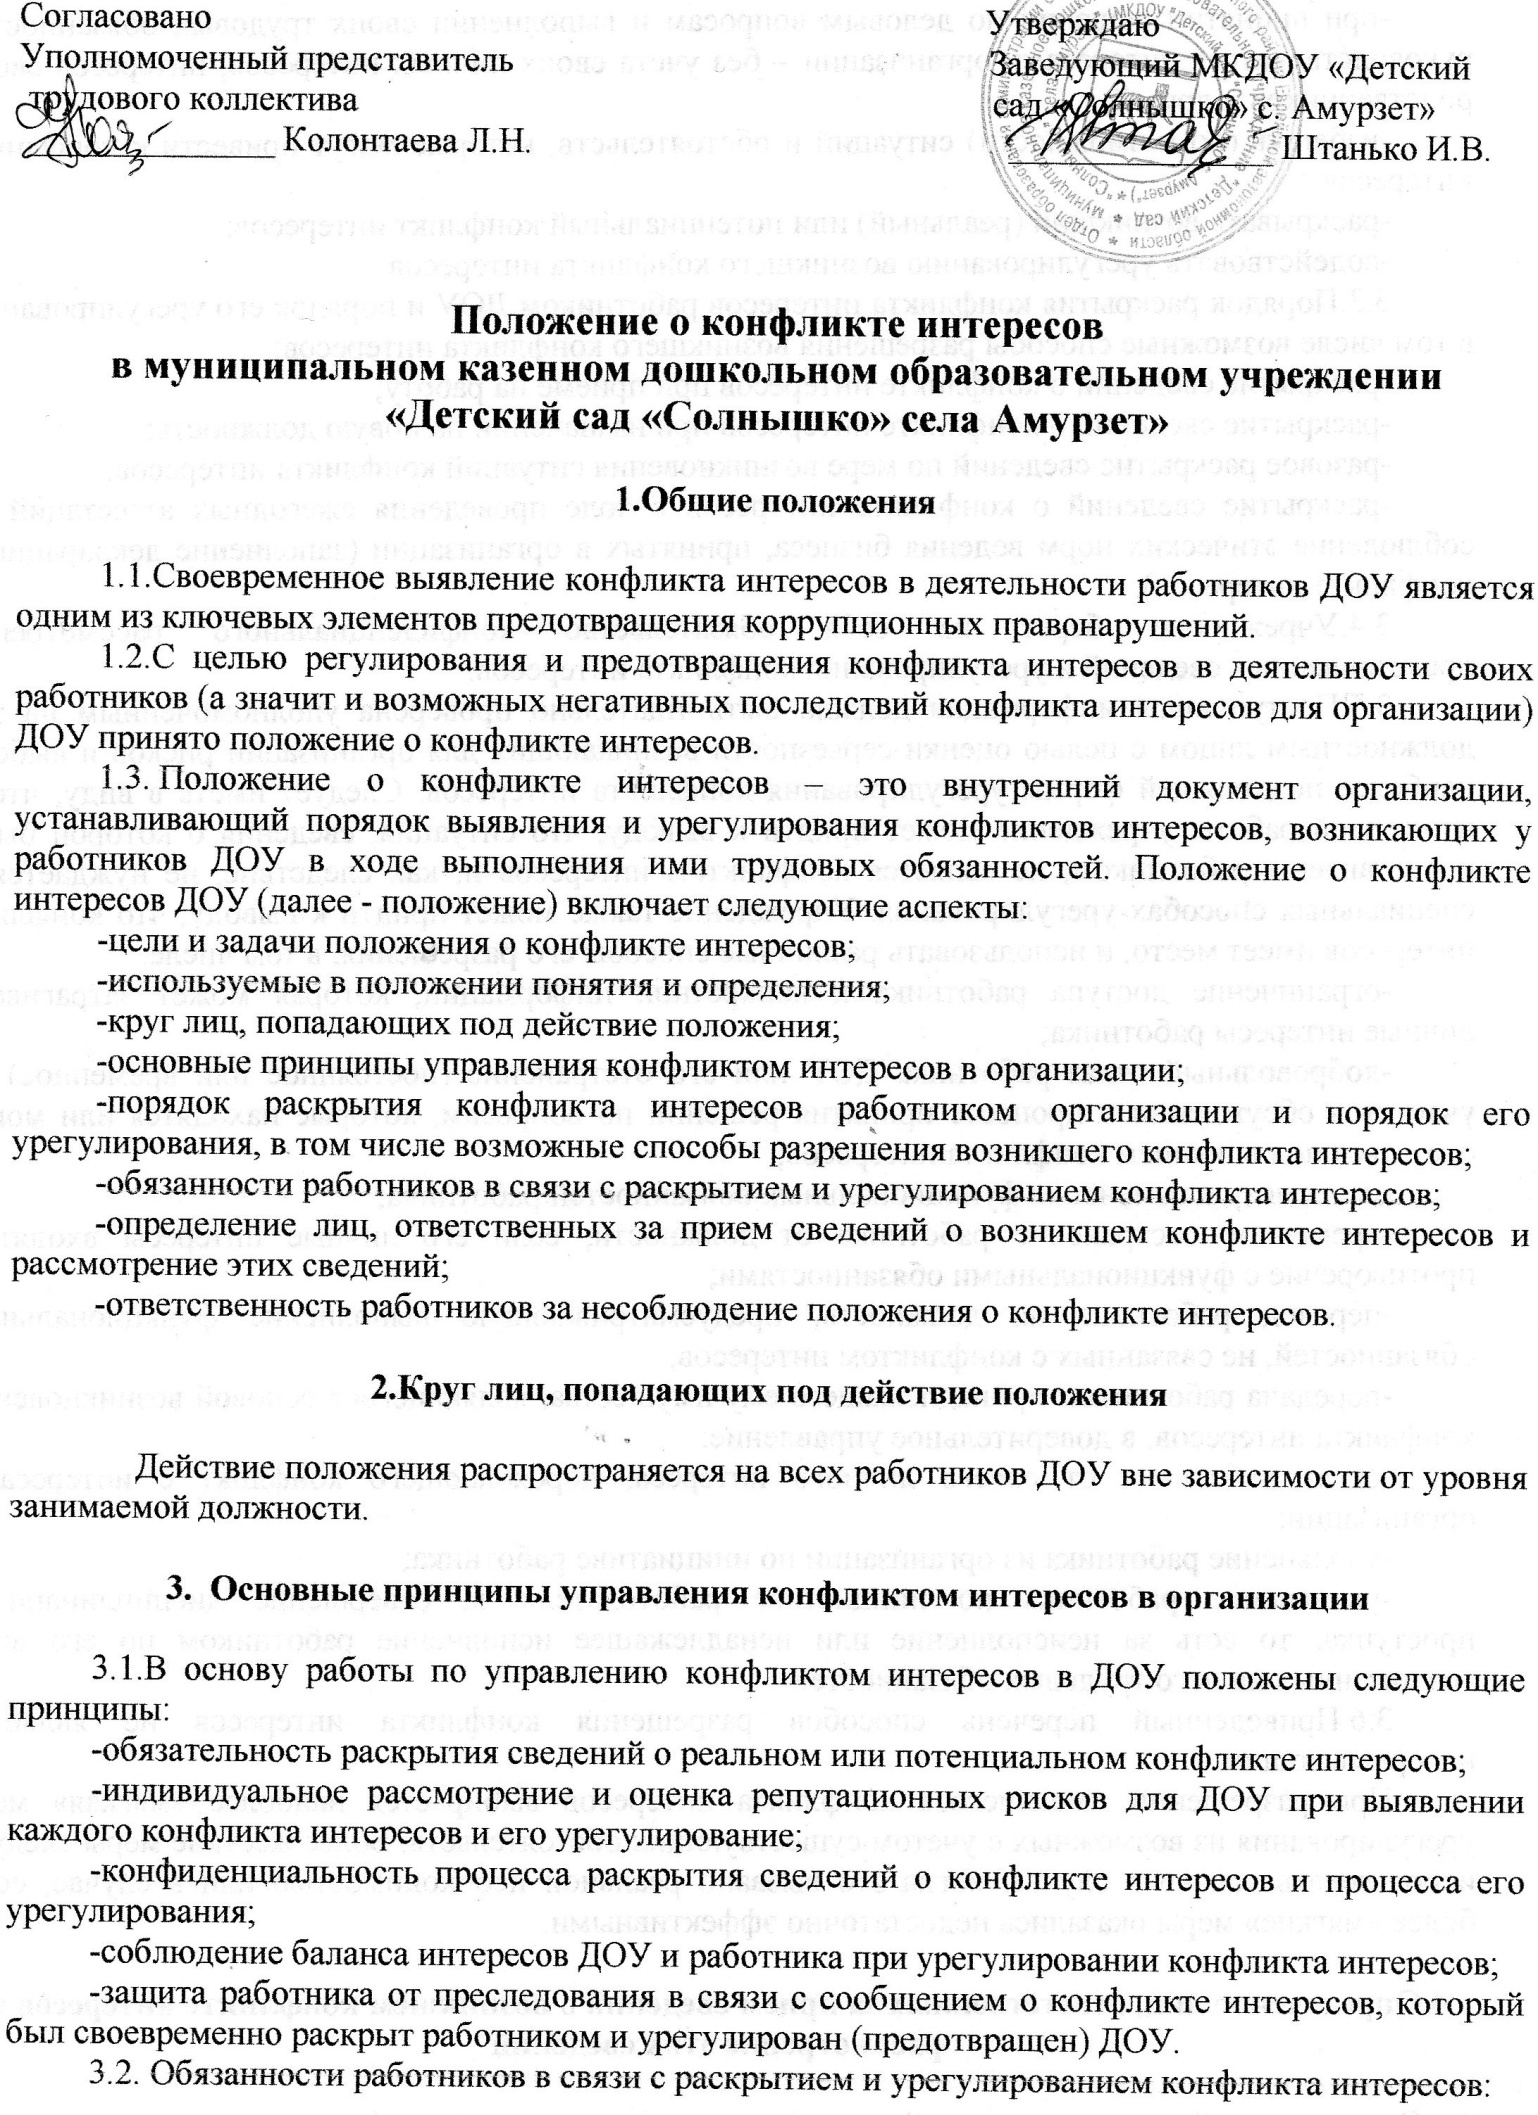 Согласовано
Уполномоченный представитель
трудового коллектива
Колонтаева Л.Н.
Утверждаю
Заведующий МКДОУ «Детский
сад «Солнышко» с. Амурзет»
Штанько И.В.
Положение о конфликте интересов
в муниципальном казенном дошкольном образовательном учреждении
«Детский сад «Солнышко» села Амурзет»
1.Общие положения
1.1.Своевременное выявление конфликта интересов в деятельности работников ДОУ является
одним из ключевых элементов предотвращения коррупционных правонарушений.
1.2.С целью регулирования и предотвращения конфликта интересов в деятельности своих
работников (а значит и возможных негативных последствий конфликта интересов для организации)
ДОУ принято положение о конфликте интересов.
1.3. Положение о конфликте интересов – это внутренний документ организации,
устанавливающий порядок выявления и урегулирования конфликтов интересов, возникающих у
работников ДОУ в ходе выполнения ими трудовых обязанностей. Положение о конфликте
интересов ДОУ (далее - положение) включает следующие аспекты:
-цели и задачи положения о конфликте интересов;
-используемые в положении понятия и определения;
-круг лиц, попадающих под действие положения;
-основные принципы управления конфликтом интересов в организации;
-порядок раскрытия конфликта интересов работником организации и порядок его
урегулирования, в том числе возможные способы разрешения возникшего конфликта интересов;
-обязанности работников в связи с раскрытием и урегулированием конфликта интересов;
-определение лиц, ответственных за прием сведений о возникшем конфликте интересов и
рассмотрение этих сведений;
-ответственность работников за несоблюдение положения о конфликте интересов.
2.Круг лиц, попадающих под действие положения
Действие положения распространяется на всех работников ДОУ вне зависимости от уровня
занимаемой должности.
3. Основные принципы управления конфликтом интересов в организации
3.1.В основу работы по управлению конфликтом интересов в ДОУ положены следующие
принципы:
-обязательность раскрытия сведений о реальном или потенциальном конфликте интересов;
-индивидуальное рассмотрение и оценка репутационных рисков для ДОУ при выявлении
каждого конфликта интересов и его урегулирование;
-конфиденциальность процесса раскрытия сведений о конфликте интересов и процесса его
урегулирования;
-соблюдение баланса интересов ДОУ и работника при урегулировании конфликта интересов;
-защита работника от преследования в связи с сообщением о конфликте интересов, который
был своевременно раскрыт работником и урегулирован (предотвращен) ДОУ.
3.2. Обязанности работников в связи с раскрытием и урегулированием конфликта интересов: